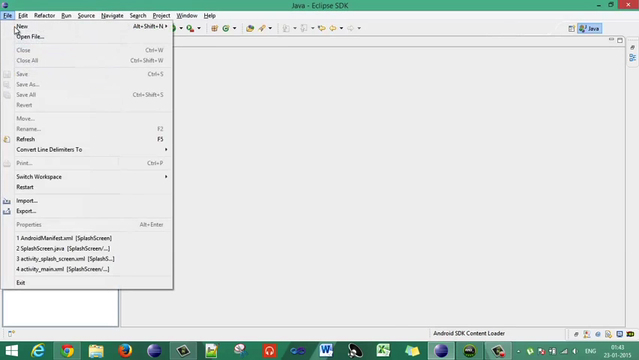 Java - Eclipse SDK
File Edit Refactor Run Source Navigate Search Project Window Help
New Alt+Shift+N
Open File...
Java
Close Ctrl+W
Close All Ctrl+Shift+W
Save Ctrl+S
Save As...
Save All Ctrl+Shift+S
Revert
Move...
Rename... F2
Refresh F5
Convert Line Delimiters To
Print... Ctrl+P
Switch Workspace
Restart
Import...
Export...
Properties Alt+Enter
1 AndroidManifest.xml [SplashScreen]
2 SplashScreen.java [SplashScreen/...]
3 activity_splash_screen.xml [SplashS...]
4 activity_main.xml [SplashScreen/...]
Exit
Android SDK Content Loader
ENG
01:43
23-01-2015